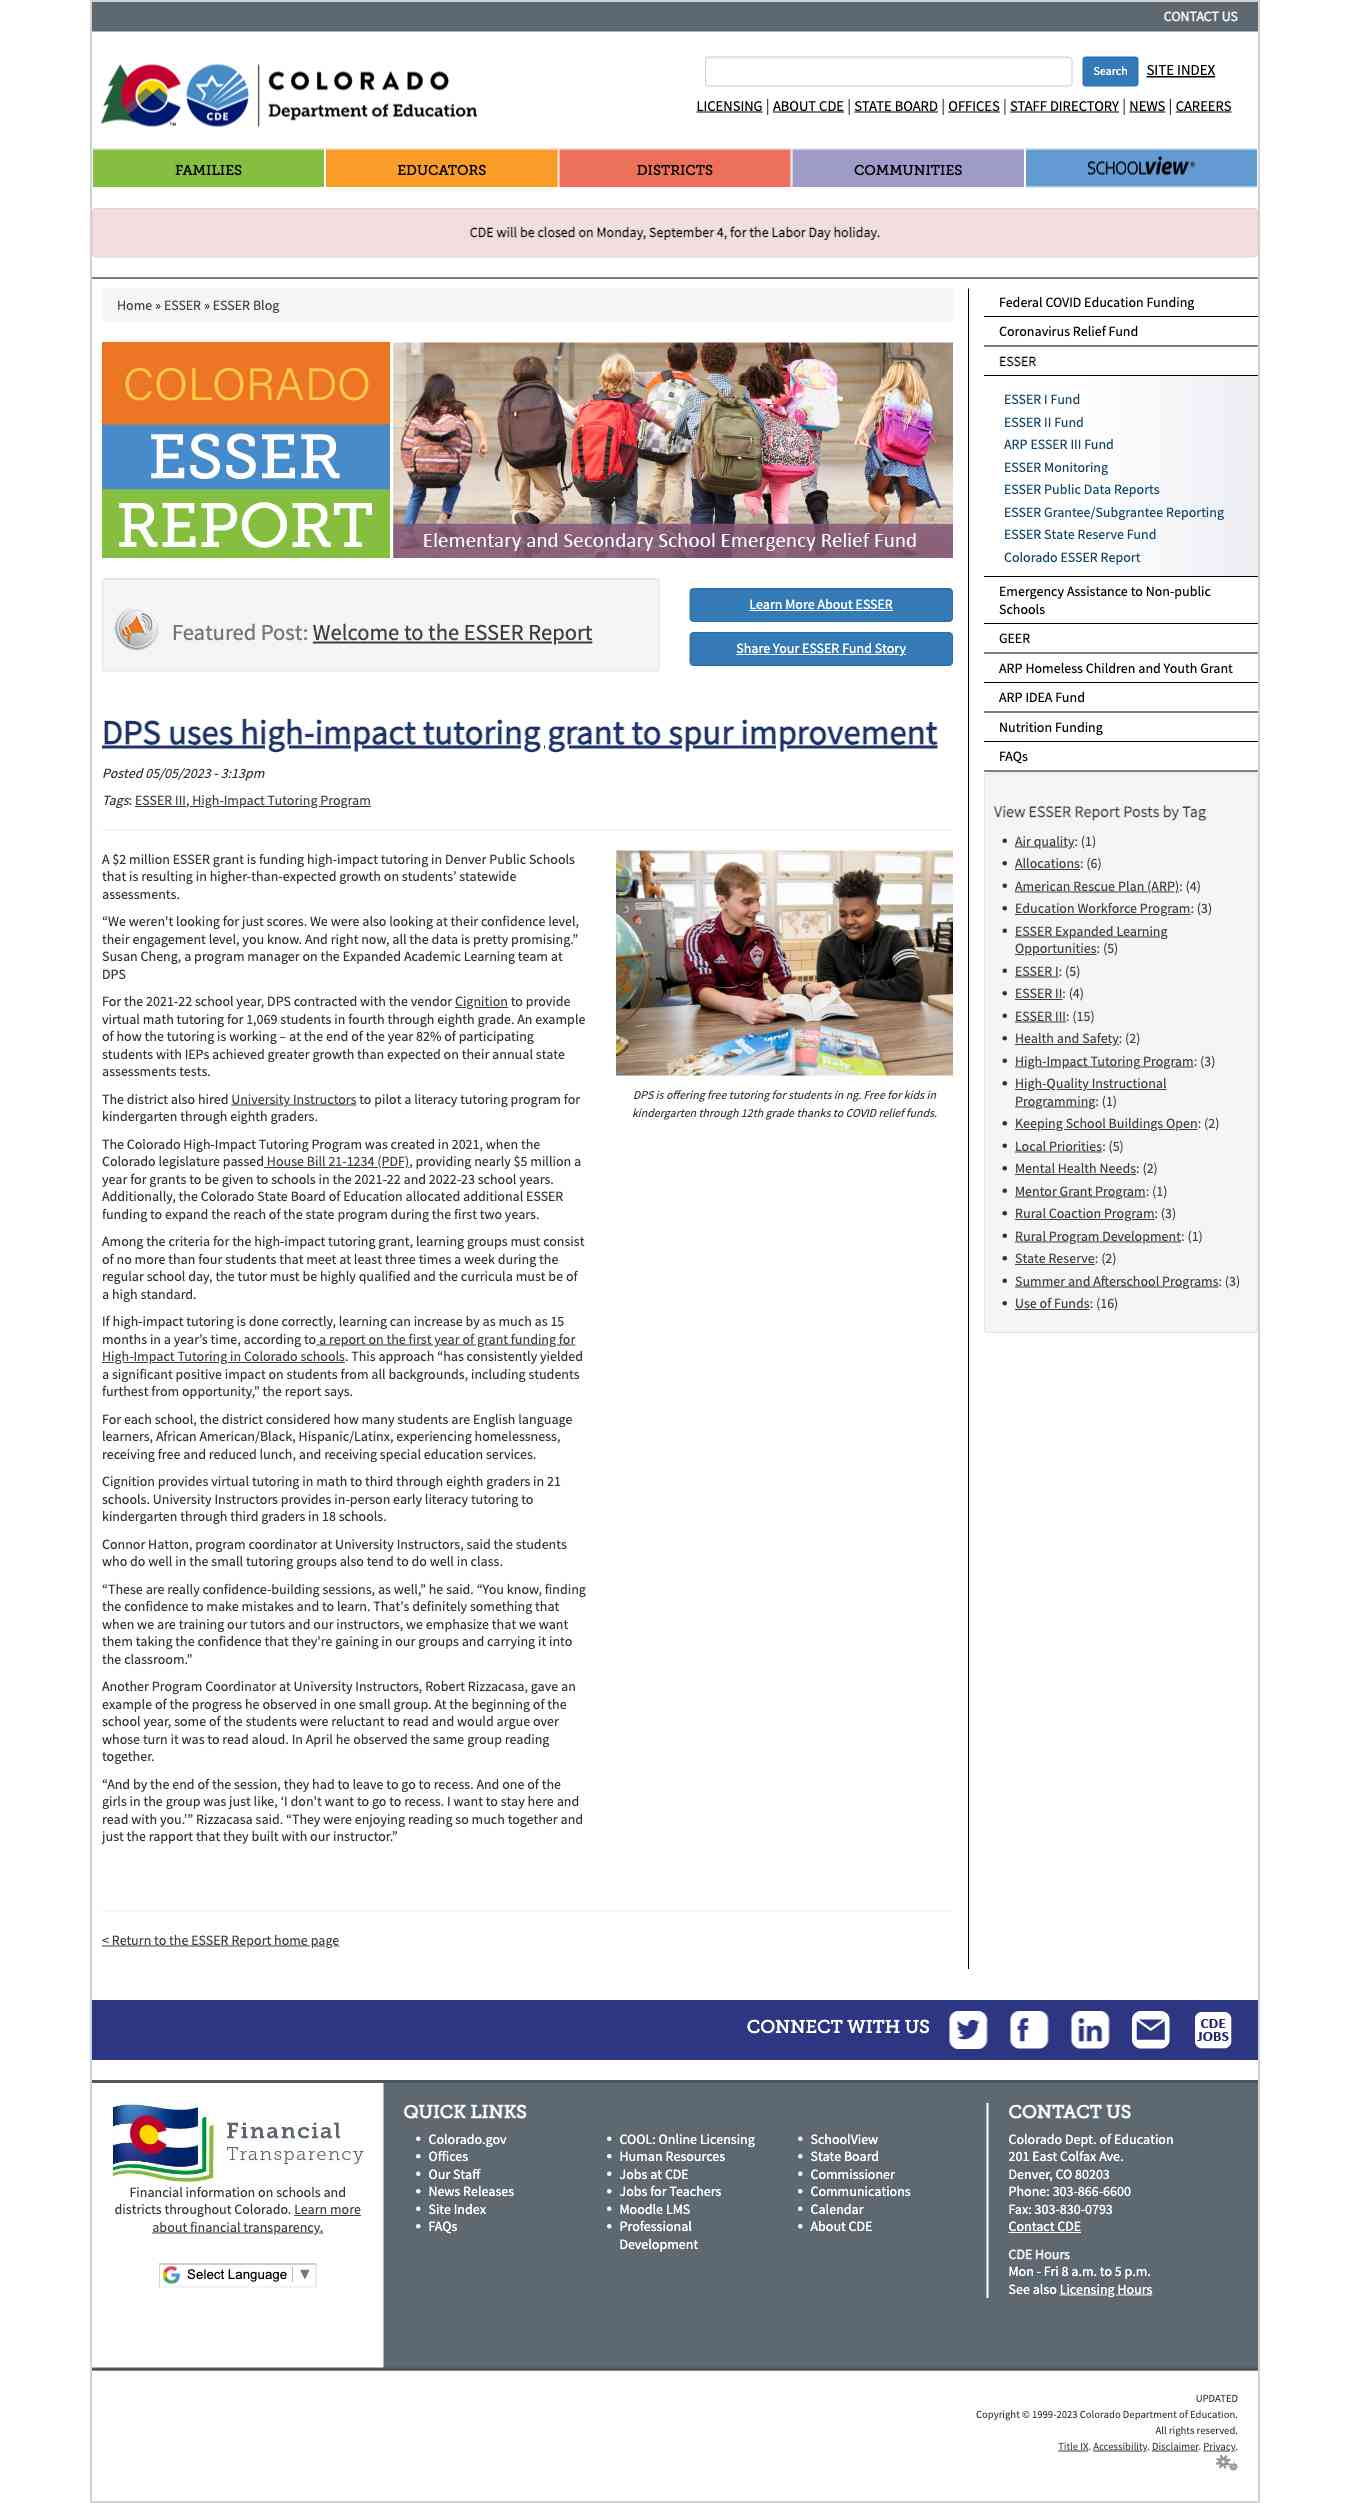 CONTACT US
COLORADO
Department of Education
CDE
Search
SITE INDEX
LICENSING | ABOUT CDE | STATE BOARD | OFFICES | STAFF DIRECTORY | NEWS | CAREERS
FAMILIES
EDUCATORS
DISTRICTS
COMMUNITIES
SCHOOLVIEW®
CDE will be closed on Monday, September 4, for the Labor Day holiday.
Home » ESSER » ESSER Blog
COLORADO
ESSER
REPORT
Elementary and Secondary School Emergency Relief Fund
Featured Post: Welcome to the ESSER Report
Learn More About ESSER
Share Your ESSER Fund Story
DPS uses high-impact tutoring grant to spur improvement
Posted 05/05/2023 - 3:13pm
Tags: ESSER III, High-Impact Tutoring Program
A $2 million ESSER grant is funding high-impact tutoring in Denver Public Schools
that is resulting in higher-than-expected growth on students’ statewide
assessments.
“We weren't looking for just scores. We were also looking at their confidence level,
their engagement level, you know. And right now, all the data is pretty promising.”
Susan Cheng, a program manager on the Expanded Academic Learning team at
DPS
For the 2021-22 school year, DPS contracted with the vendor Cignition to provide
virtual math tutoring for 1,069 students in fourth through eighth grade. An example
of how the tutoring is working – at the end of the year 82% of participating
students with IEPs achieved greater growth than expected on their annual state
assessments tests.
The district also hired University Instructors to pilot a literacy tutoring program for
kindergarten through eighth graders.
The Colorado High-Impact Tutoring Program was created in 2021, when the
Colorado legislature passed House Bill 21-1234 (PDF), providing nearly $5 million a
year for grants to be given to schools in the 2021-22 and 2022-23 school years.
Additionally, the Colorado State Board of Education allocated additional ESSER
funding to expand the reach of the state program during the first two years.
Among the criteria for the high-impact tutoring grant, learning groups must consist
of no more than four students that meet at least three times a week during the
regular school day, the tutor must be highly qualified and the curricula must be of
a high standard.
If high-impact tutoring is done correctly, learning can increase by as much as 15
months in a year’s time, according to a report on the first year of grant funding for
High-Impact Tutoring in Colorado schools. This approach “has consistently yielded
a significant positive impact on students from all backgrounds, including students
furthest from opportunity,” the report says.
For each school, the district considered how many students are English language
learners, African American/Black, Hispanic/Latinx, experiencing homelessness,
receiving free and reduced lunch, and receiving special education services.
Cignition provides virtual tutoring in math to third through eighth graders in 21
schools. University Instructors provides in-person early literacy tutoring to
kindergarten through third graders in 18 schools.
Connor Hatton, program coordinator at University Instructors, said the students
who do well in the small tutoring groups also tend to do well in class.
“These are really confidence-building sessions, as well,” he said. “You know, finding
the confidence to make mistakes and to learn. That's definitely something that
when we are training our tutors and our instructors, we emphasize that we want
them taking the confidence that they're gaining in our groups and carrying it into
the classroom.”
Another Program Coordinator at University Instructors, Robert Rizzacasa, gave an
example of the progress he observed in one small group. At the beginning of the
school year, some of the students were reluctant to read and would argue over
whose turn it was to read aloud. In April he observed the same group reading
together.
“And by the end of the session, they had to leave to go to recess. And one of the
girls in the group was just like, ‘I don't want to go to recess. I want to stay here and
read with you.’” Rizzacasa said. “They were enjoying reading so much together and
just the rapport that they built with our instructor.”
DPS is offering free tutoring for students in ng. Free for kids in
kindergarten through 12th grade thanks to COVID relief funds.
< Return to the ESSER Report home page
Federal COVID Education Funding
Coronavirus Relief Fund
ESSER
ESSER I Fund
ESSER II Fund
ARP ESSER III Fund
ESSER Monitoring
ESSER Public Data Reports
ESSER Grantee/Subgrantee Reporting
ESSER State Reserve Fund
Colorado ESSER Report
Emergency Assistance to Non-public
Schools
GEER
ARP Homeless Children and Youth Grant
ARP IDEA Fund
Nutrition Funding
FAQs
View ESSER Report Posts by Tag
• Air quality: (1)
• Allocations: (6)
• American Rescue Plan (ARP): (4)
• Education Workforce Program: (3)
• ESSER Expanded Learning
Opportunities: (5)
• ESSER I: (5)
• ESSER II: (4)
• ESSER III: (15)
• Health and Safety: (2)
• High-Impact Tutoring Program: (3)
• High-Quality Instructional
Programming: (1)
• Keeping School Buildings Open: (2)
• Local Priorities: (5)
• Mental Health Needs: (2)
• Mentor Grant Program: (1)
• Rural Coaction Program: (3)
• Rural Program Development: (1)
• State Reserve: (2)
• Summer and Afterschool Programs: (3)
• Use of Funds: (16)
CONNECT WITH US
CDE
JOBS
Financial
Transparency
Financial information on schools and
districts throughout Colorado. Learn more
about financial transparency.
Select Language ▼
QUICK LINKS
• Colorado.gov
• Offices
• Our Staff
• News Releases
• Site Index
• FAQs
• COOL: Online Licensing
• Human Resources
• Jobs at CDE
• Jobs for Teachers
• Moodle LMS
• Professional
Development
• SchoolView
• State Board
• Commissioner
• Communications
• Calendar
• About CDE
CONTACT US
Colorado Dept. of Education
201 East Colfax Ave.
Denver, CO 80203
Phone: 303-866-6600
Fax: 303-830-0793
Contact CDE
CDE Hours
Mon - Fri 8 a.m. to 5 p.m.
See also Licensing Hours
UPDATED
Copyright © 1999-2023 Colorado Department of Education.
All rights reserved.
Title IX. Accessibility. Disclaimer. Privacy.